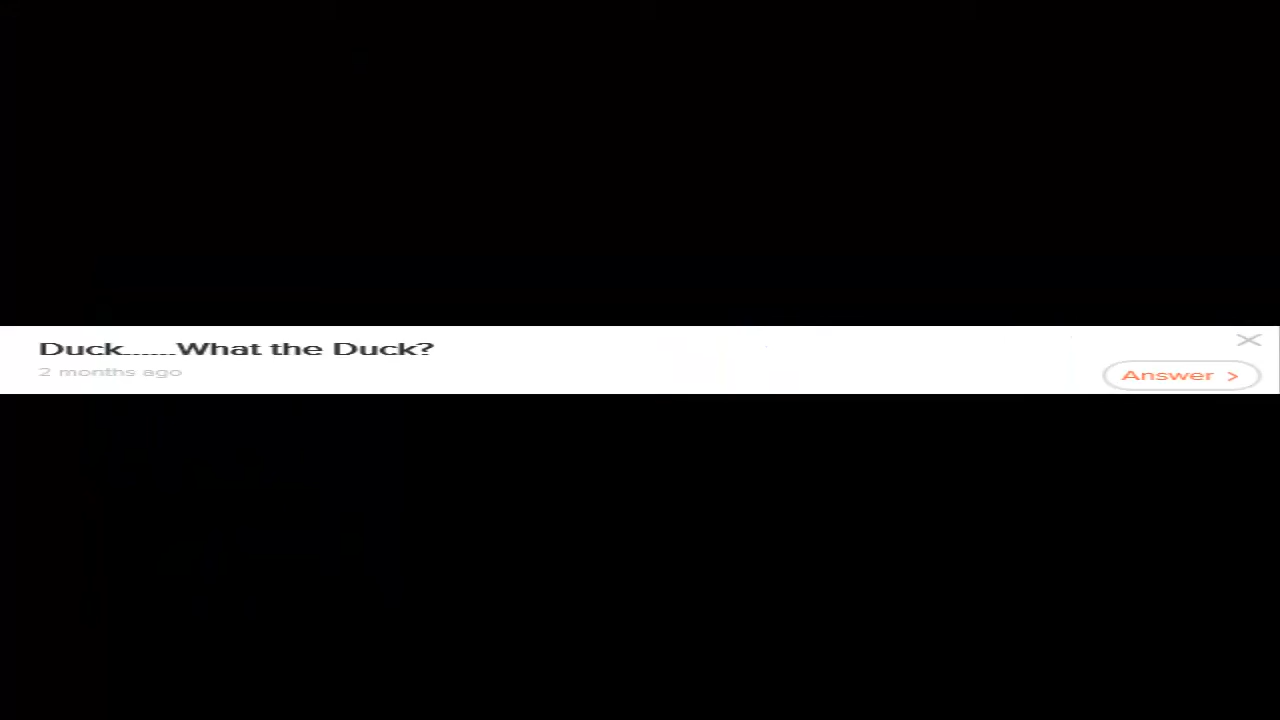 Duck......What the Duck?
2 months ago
Answer >